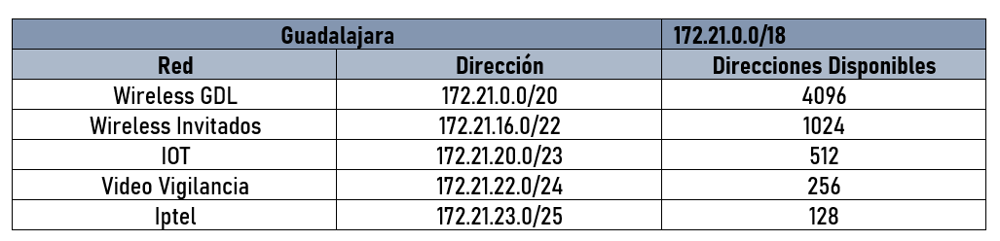 Guadalajara 172.21.0.0/18
Red Dirección Direcciones Disponibles
Wireless GDL 172.21.0.0/20 4096
Wireless Invitados 172.21.16.0/22 1024
IOT 172.21.20.0/23 512
Video Vigilancia 172.21.22.0/24 256
Iptel 172.21.23.0/25 128